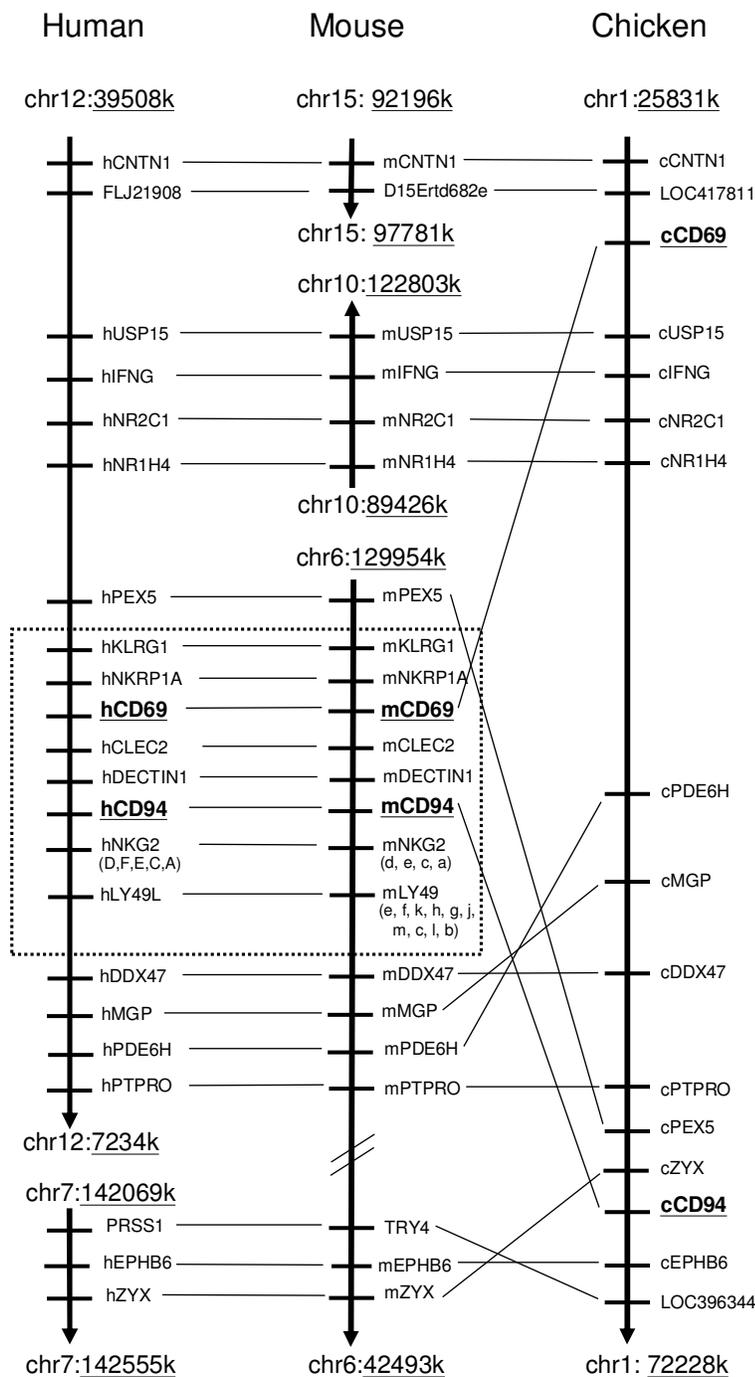 Human Mouse Chicken
chr12:39508k chr15: 92196k chr1:25831k
hCNTN1 mCNTN1 cCNTN1
FLJ21908 D15Ertd682e LOC417811
chr15: 97781k cCD69
chr10:122803k
hUSP15 mUSP15 cUSP15
hIFNG mIFNG cIFNG
hNR2C1 mNR2C1 cNR2C1
hNR1H4 mNR1H4 cNR1H4
chr10:89426k
chr6:129954k
hPEX5 mPEX5
hKLRG1 mKLRG1
hNKRP1A mNKRP1A
hCD69 mCD69
hCLEC2 mCLEC2
hDECTIN1 mDECTIN1
cPDE6H
hCD94 mCD94
hNKG2 mNKG2
(D,F,E,C,A) (d, e, c, a)
cMGP
hLY49L mLY49
(e, f, k, h, g, j,
m, c, l, b)
hDDX47 mDDX47 cDDX47
hMGP mMGP
hPDE6H mPDE6H
hPTPRO mPTPRO cPTPRO
cPEX5
chr12:7234k
cZYX
chr7:142069k
cCD94
PRSS1 TRY4
hEPHB6 mEPHB6 cEPHB6
hZYX mZYX LOC396344
chr7:142555k chr6:42493k chr1: 72228k